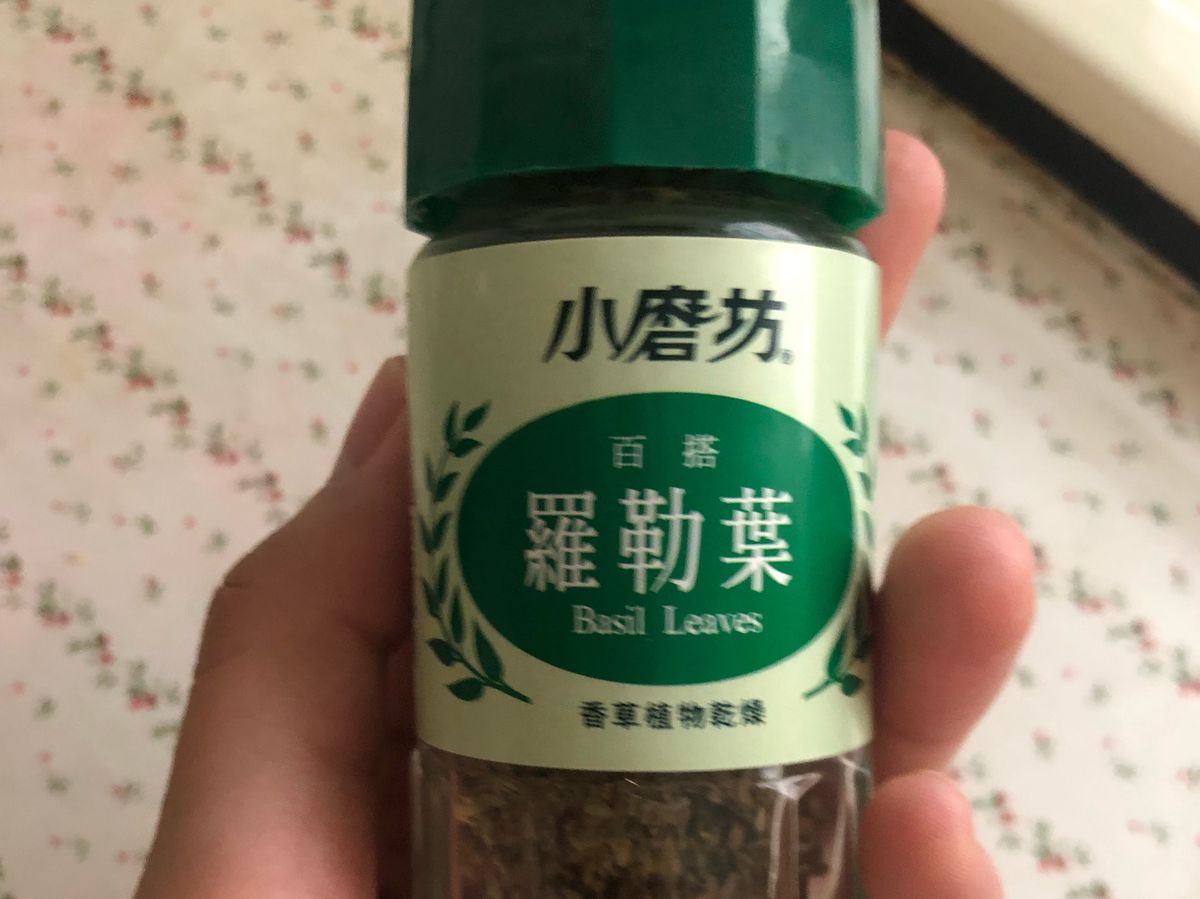 小磨坊
百搭
羅勒葉
Basil Leaves
香草植物乾燥